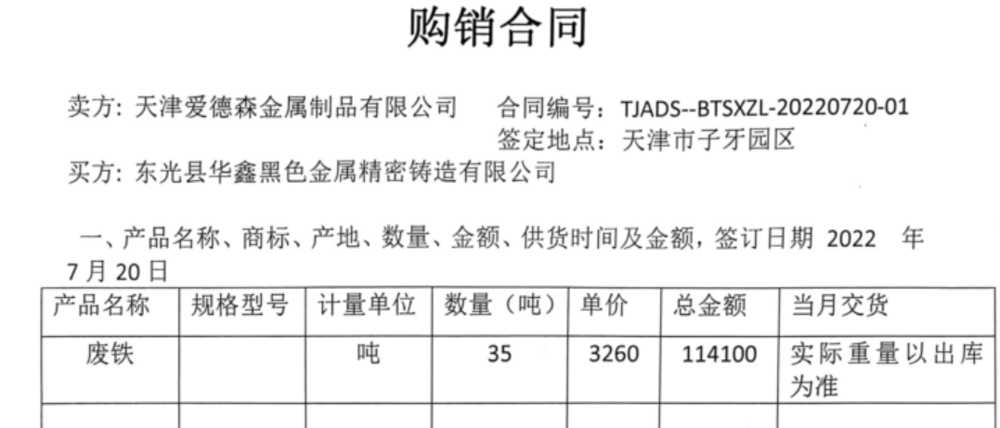 购销合同
卖方: 天津爱德森金属制品有限公司 合同编号: TJADS--BTSXZL-20220720-01
签定地点: 天津市子牙园区
买方: 东光县华鑫黑色金属精密铸造有限公司
一、产品名称、商标、产地、数量、金额、供货时间及金额, 签订日期 2022 年
7 月 20 日
产品名称 规格型号 计量单位 数量（吨） 单价 总金额 当月交货
废铁 吨 35 3260 114100 实际重量以出库
为准